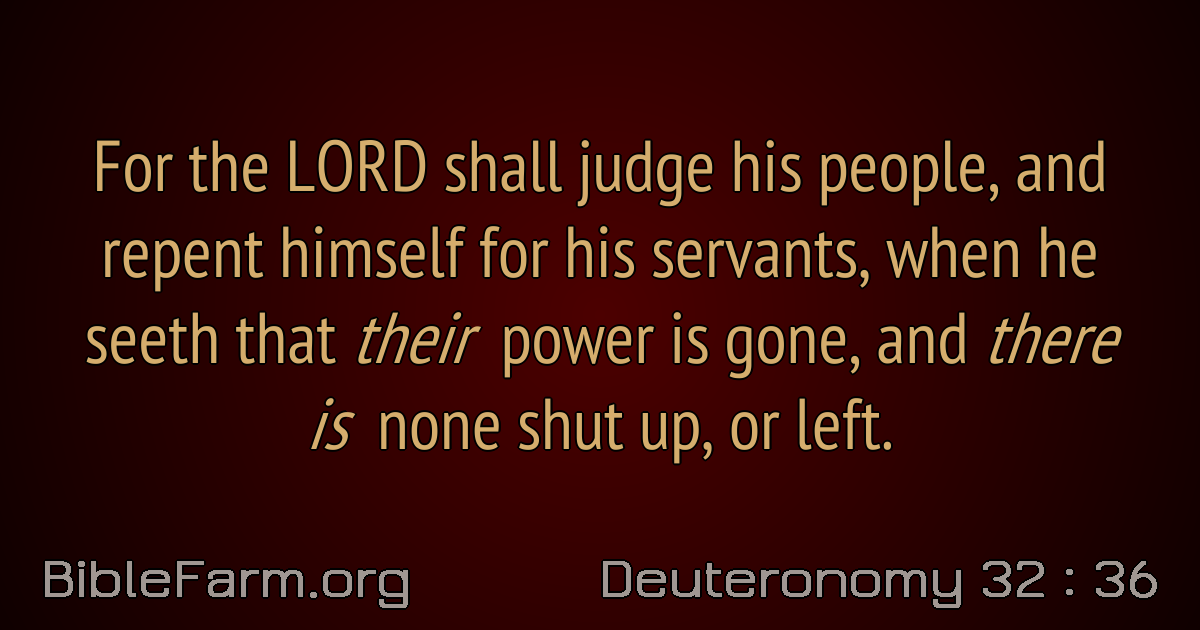 For the LORD shall judge his people, and
repent himself for his servants, when he
seeth that their power is gone, and there
is none shut up, or left.
BibleFarm.org
Deuteronomy 32 : 36